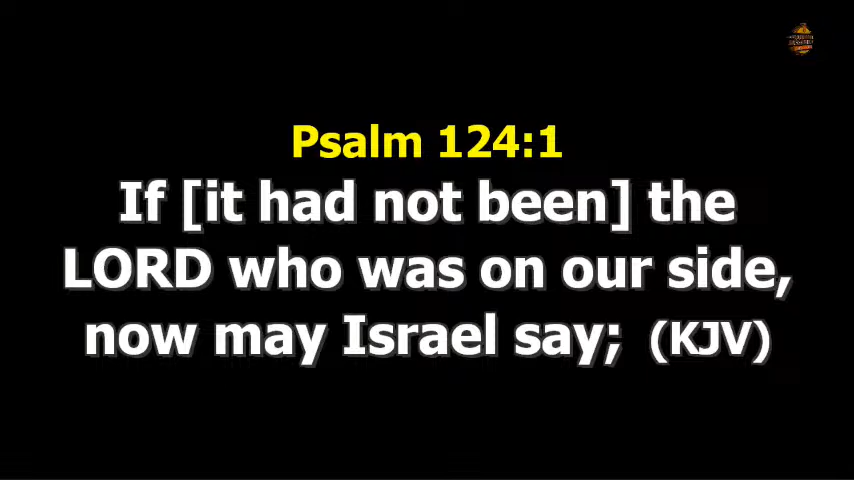 Psalm 124:1
If [it had not been] the
LORD who was on our side,
now may Israel say; (KJV)